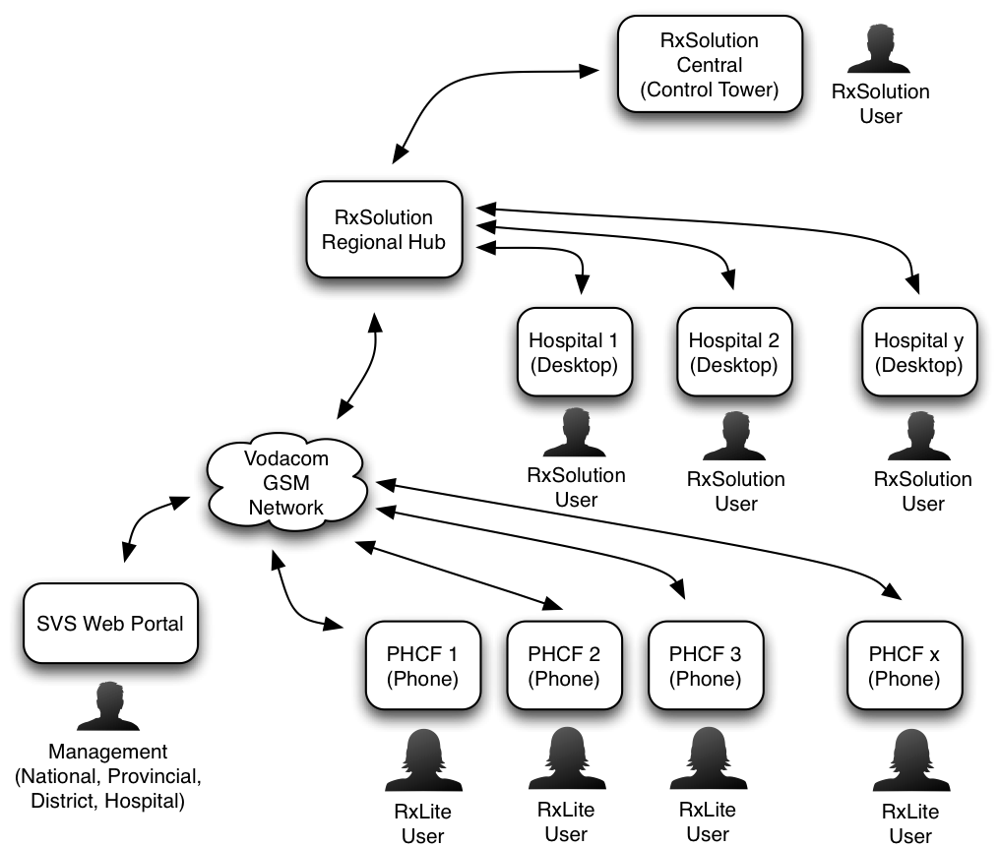 RxSolution
Central
(Control Tower)
RxSolution
User
RxSolution
Regional Hub
Hospital 1
(Desktop)
Hospital 2
(Desktop)
Hospital y
(Desktop)
RxSolution
User
RxSolution
User
RxSolution
User
Vodacom
GSM
Network
SVS Web Portal
Management
(National, Provincial,
District, Hospital)
PHCF 1
(Phone)
PHCF 2
(Phone)
PHCF 3
(Phone)
PHCF x
(Phone)
RxLite
User
RxLite
User
RxLite
User
RxLite
User